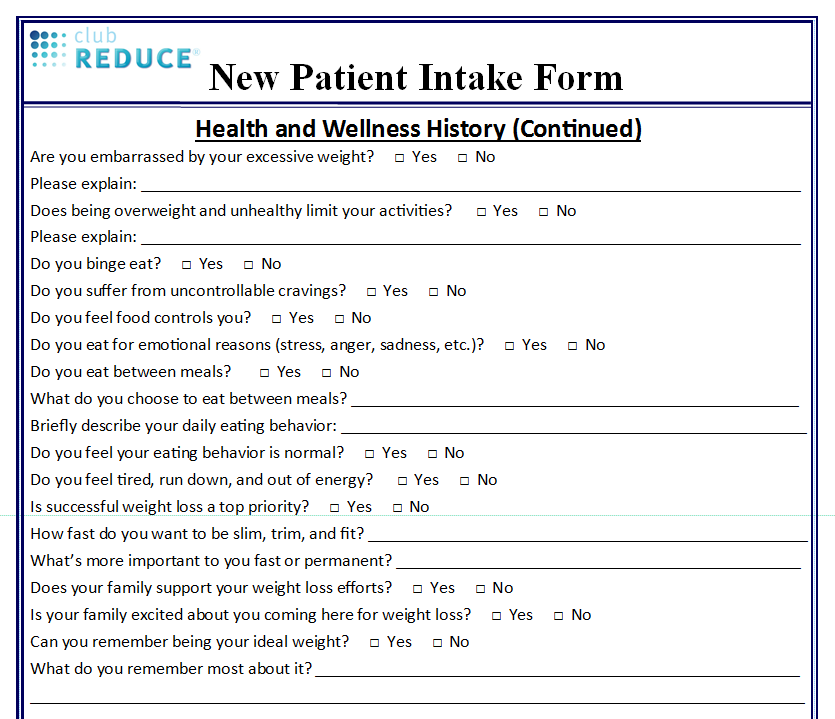 club
REDUCE®
New Patient Intake Form
Health and Wellness History (Continued)
Are you embarrassed by your excessive weight? □ Yes □ No
Please explain: ____________________
Does being overweight and unhealthy limit your activities? □ Yes □ No
Please explain: ____________________
Do you binge eat? □ Yes □ No
Do you suffer from uncontrollable cravings? □ Yes □ No
Do you feel food controls you? □ Yes □ No
Do you eat for emotional reasons (stress, anger, sadness, etc.)? □ Yes □ No
Do you eat between meals? □ Yes □ No
What do you choose to eat between meals? ____________________
Briefly describe your daily eating behavior: ____________________
Do you feel your eating behavior is normal? □ Yes □ No
Do you feel tired, run down, and out of energy? □ Yes □ No
Is successful weight loss a top priority? □ Yes □ No
How fast do you want to be slim, trim, and fit? ____________________
What's more important to you fast or permanent? ____________________
Does your family support your weight loss efforts? □ Yes □ No
Is your family excited about you coming here for weight loss? □ Yes □ No
Can you remember being your ideal weight? □ Yes □ No
What do you remember most about it? ____________________